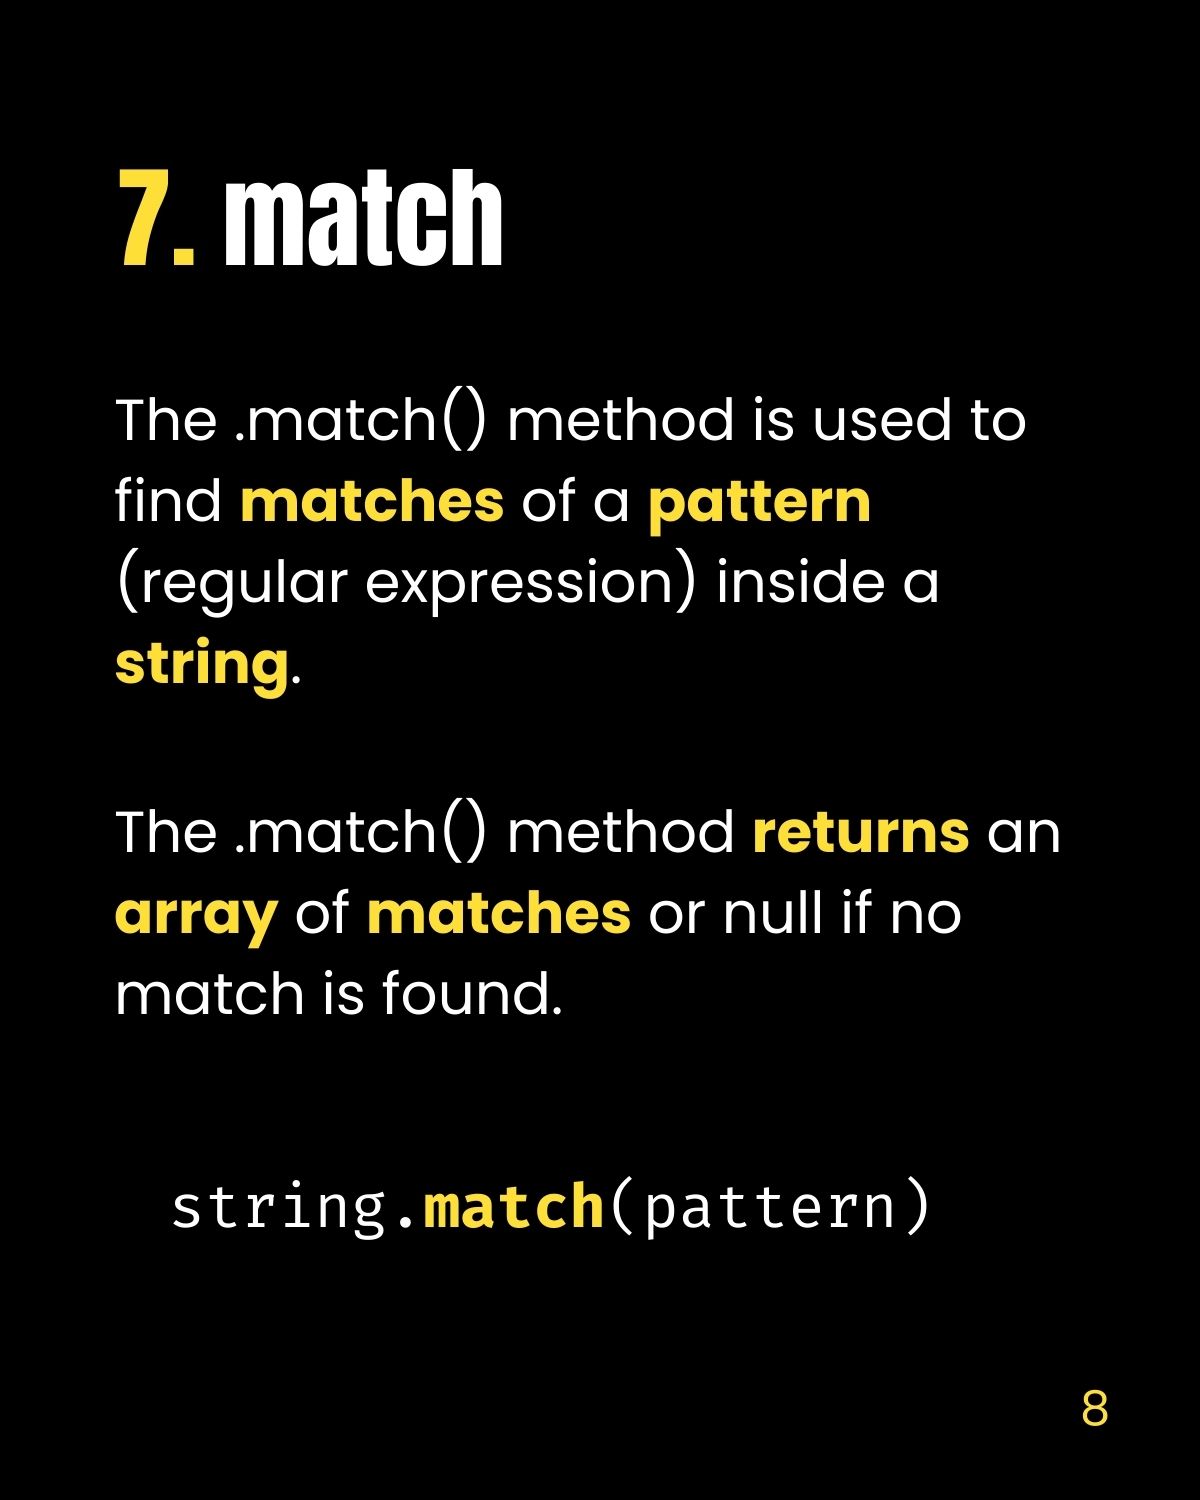 7. match
The .match() method is used to
find matches of a pattern
(regular expression) inside a
string.
The .match() method returns an
array of matches or null if no
match is found.
string.match(pattern)
8